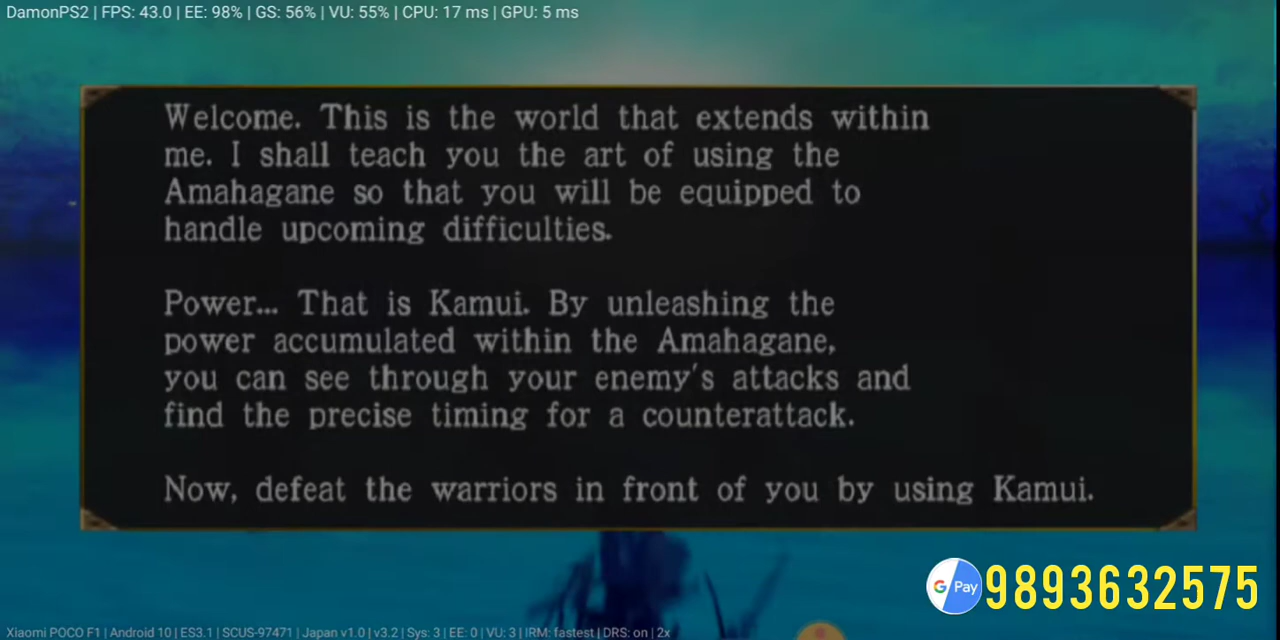 DamonPS2 | FPS: 43.0 | EE: 98% | GS: 56% | VU: 55% | CPU: 17 ms | GPU: 5 ms
Welcome. This is the world that extends within
me. I shall teach you the art of using the
Amahagane so that you will be equipped to
handle upcoming difficulties.
Power... That is Kamui. By unleashing the
power accumulated within the Amahagane,
you can see through your enemy's attacks and
find the precise timing for a counterattack.
Now, defeat the warriors in front of you by using Kamui.
G Pay 9893632575
Xiaomi POCO F1 | Android 10 | ES3.1 | SCUS-97471 | Japan v1.0 | v3.2 | Sys: 3 | EE: 0 | VU: 3 | IRM: fastest | DRS: on | 2x